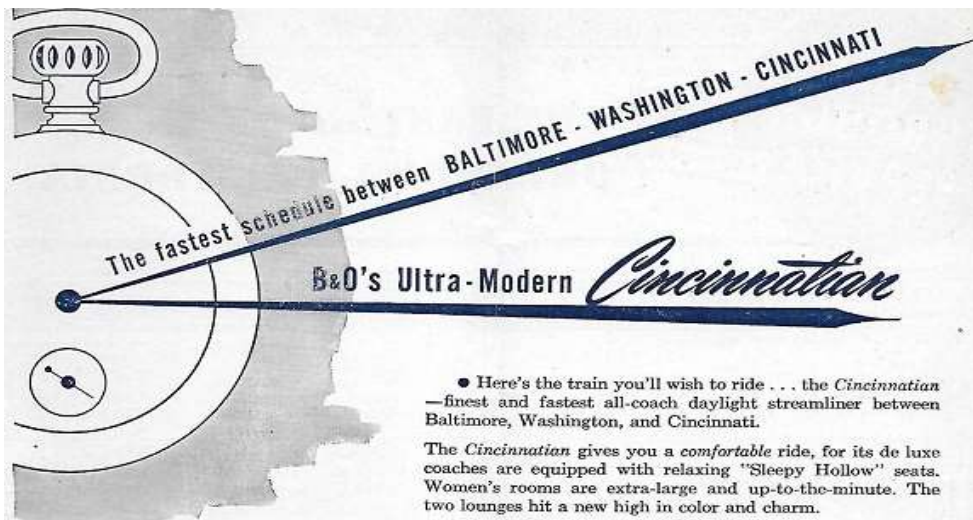 The fastest schedule between BALTIMORE - WASHINGTON - CINCINNATI
B&O's Ultra-Modern Cincinnatian
● Here's the train you'll wish to ride . . . the Cincinnatian
—finest and fastest all-coach daylight streamliner between
Baltimore, Washington, and Cincinnati.
The Cincinnatian gives you a comfortable ride, for its de luxe
coaches are equipped with relaxing "Sleepy Hollow" seats.
Women's rooms are extra-large and up-to-the-minute. The
two lounges hit a new high in color and charm.